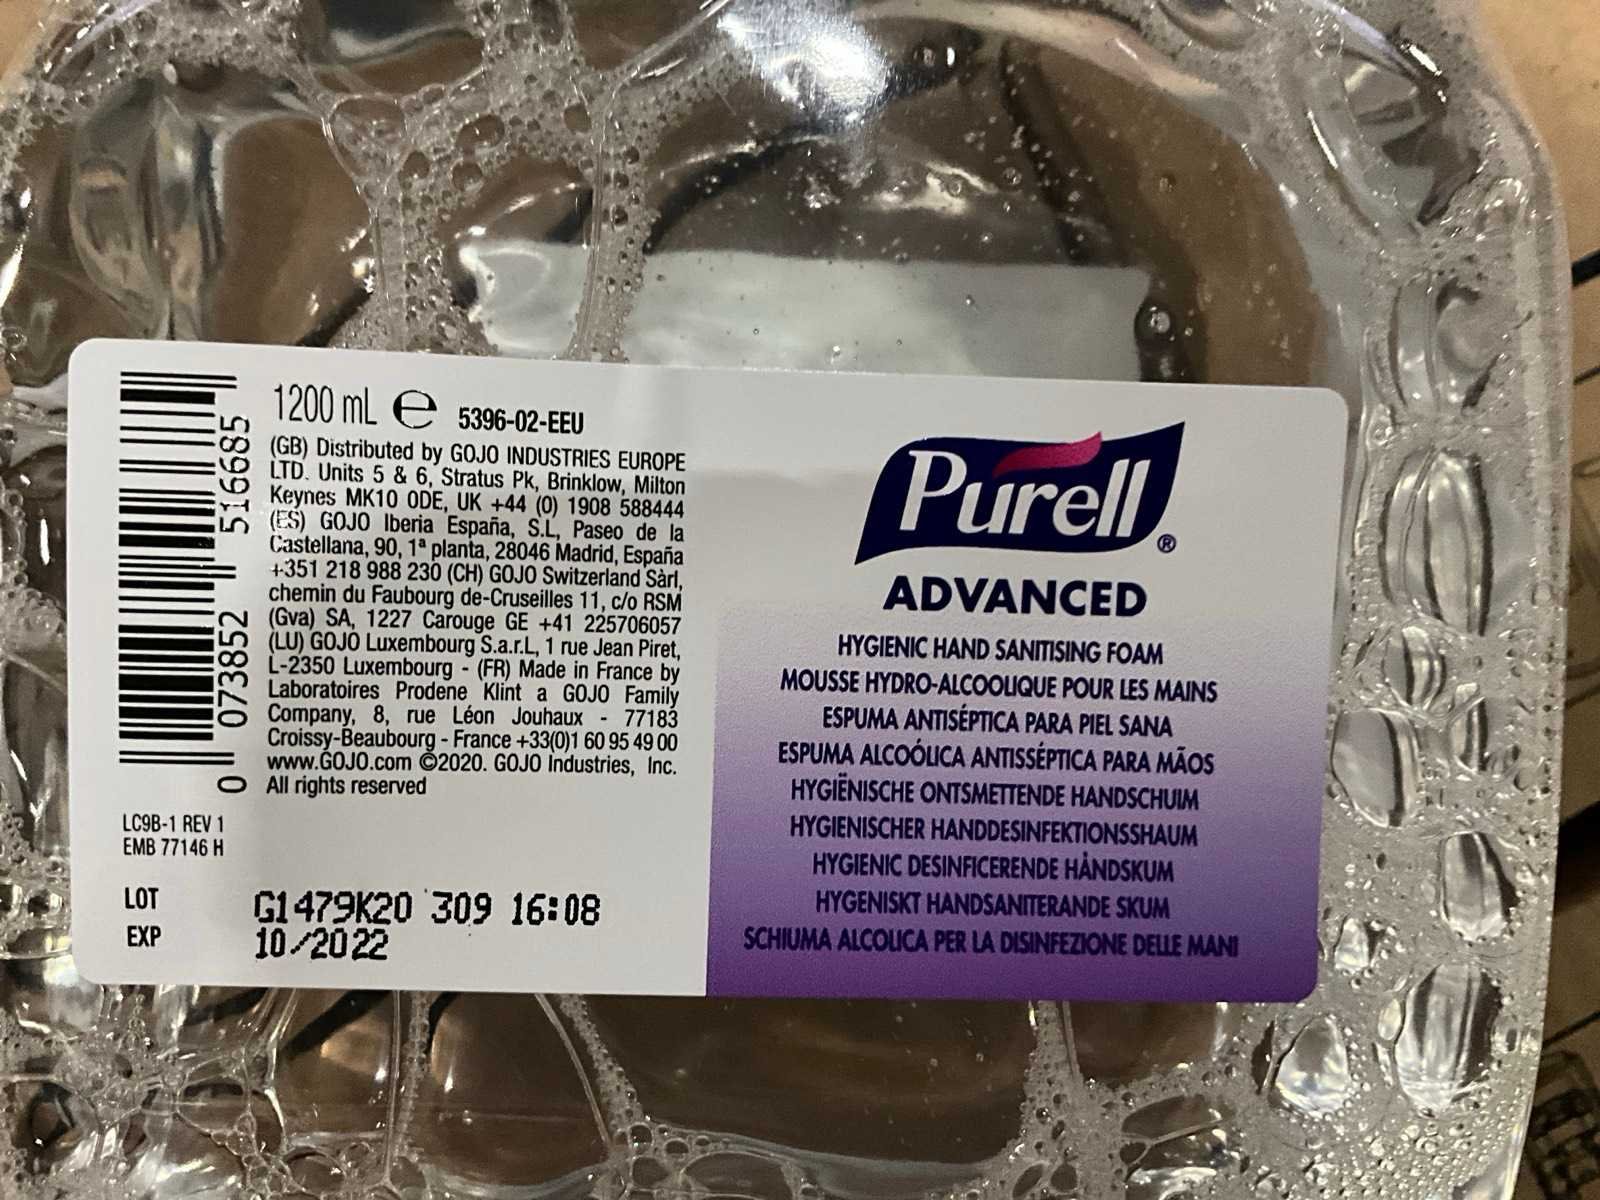 1200 mL e 5396-02-EEU
(GB) Distributed by GOJO INDUSTRIES EUROPE
LTD. Units 5 & 6, Stratus Pk, Brinklow, Milton
Keynes MK10 0DE, UK +44 (0) 1908 588444
(ES) GOJO Iberia España, S.L, Paseo de la
Castellana, 90, 1ª planta, 28046 Madrid, España
+351 218 988 230 (CH) GOJO Switzerland Sàrl,
chemin du Faubourg de-Cruseilles 11, c/o RSM
(Gva) SA, 1227 Carouge GE +41 225706057
(LU) GOJO Luxembourg S.a.r.L, 1 rue Jean Piret,
L-2350 Luxembourg - (FR) Made in France by
Laboratoires Prodene Klint a GOJO Family
Company, 8, rue Léon Jouhaux - 77183
Croissy-Beaubourg - France +33(0)1 60 95 49 00
www.GOJO.com ©2020. GOJO Industries, Inc.
All rights reserved
0 073852 516685
LC9B-1 REV 1
EMB 77146 H
LOT G1479K20 309 16:08
EXP 10/2022
Purell®
ADVANCED
HYGIENIC HAND SANITISING FOAM
MOUSSE HYDRO-ALCOOLIQUE POUR LES MAINS
ESPUMA ANTISÉPTICA PARA PIEL SANA
ESPUMA ALCOÓLICA ANTISSÉPTICA PARA MÃOS
HYGIËNISCHE ONTSMETTENDE HANDSCHUIM
HYGIENISCHER HANDDESINFEKTIONSSHAUM
HYGIENIC DESINFICERENDE HÅNDSKUM
HYGENISKT HANDSANITERANDE SKUM
SCHIUMA ALCOLICA PER LA DISINFEZIONE DELLE MANI